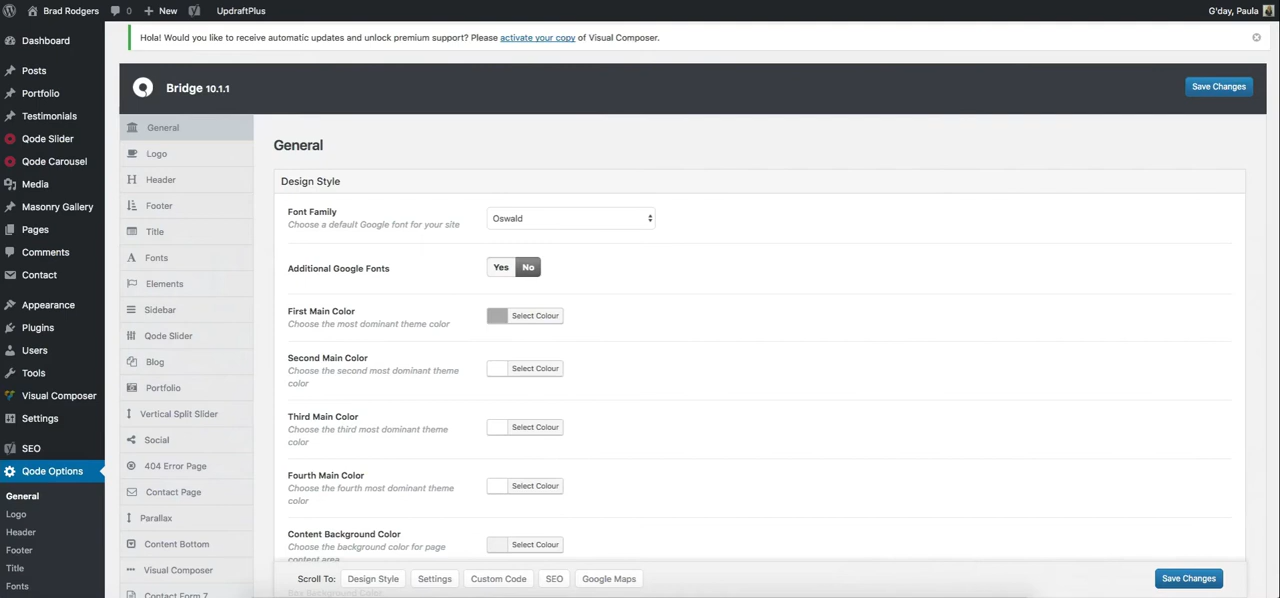 Brad Rodgers 0 New UpdraftPlus G'day, Paula
Hola! Would you like to receive automatic updates and unlock premium support? Please activate your copy of Visual Composer.
Dashboard
Posts
Portfolio
Testimonials
Qode Slider
Qode Carousel
Media
Masonry Gallery
Pages
Comments
Contact
Appearance
Plugins
Users
Tools
Visual Composer
Settings
SEO
Qode Options
General
Logo
Header
Footer
Title
Fonts
Bridge 10.1.1
Save Changes
General
Logo
Header
Footer
Title
Fonts
Elements
Sidebar
Qode Slider
Blog
Portfolio
Vertical Split Slider
Social
404 Error Page
Contact Page
Parallax
Content Bottom
Visual Composer
Contact Form 7
General
Design Style
Font Family
Choose a default Google font for your site
Oswald
Additional Google Fonts
Yes No
First Main Color
Choose the most dominant theme color
Select Colour
Second Main Color
Choose the second most dominant theme
color
Select Colour
Third Main Color
Choose the third most dominant theme
color
Select Colour
Fourth Main Color
Choose the fourth most dominant theme
color
Select Colour
Content Background Color
Choose the background color for page
content area
Select Colour
Scroll To: Design Style Settings Custom Code SEO Google Maps
Save Changes